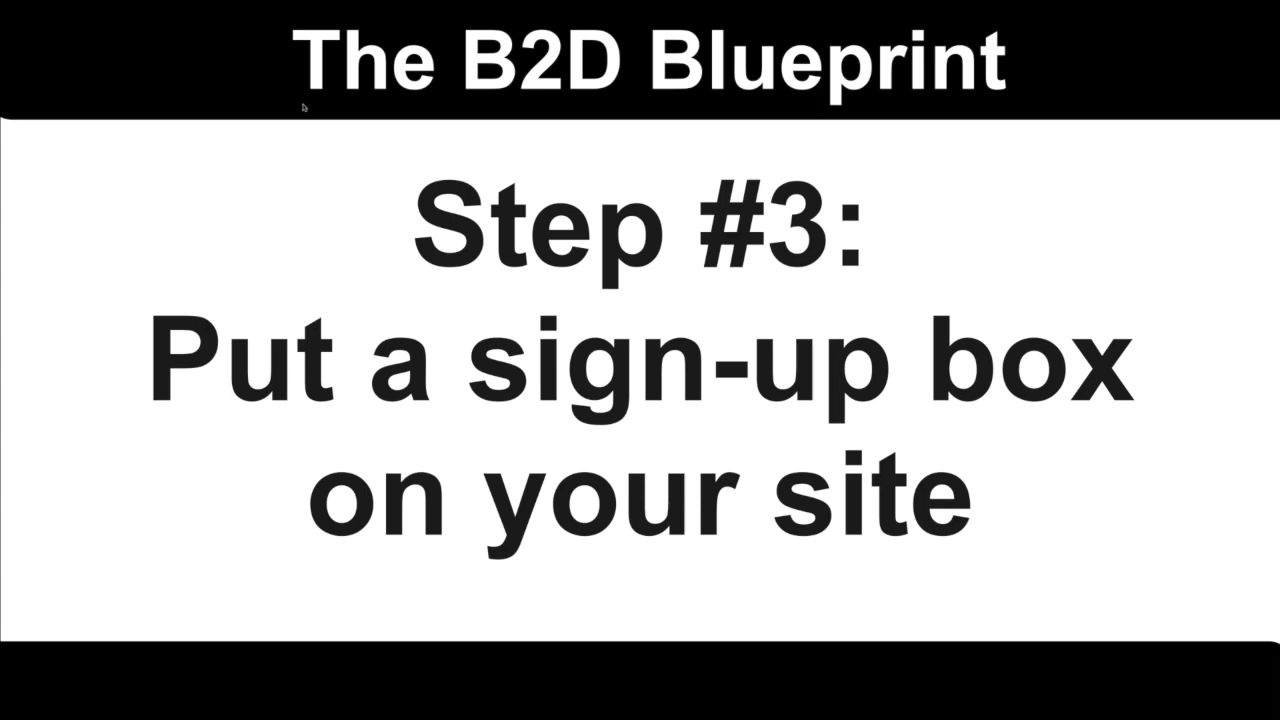 The B2D Blueprint
Step #3:
Put a sign-up box
on your site